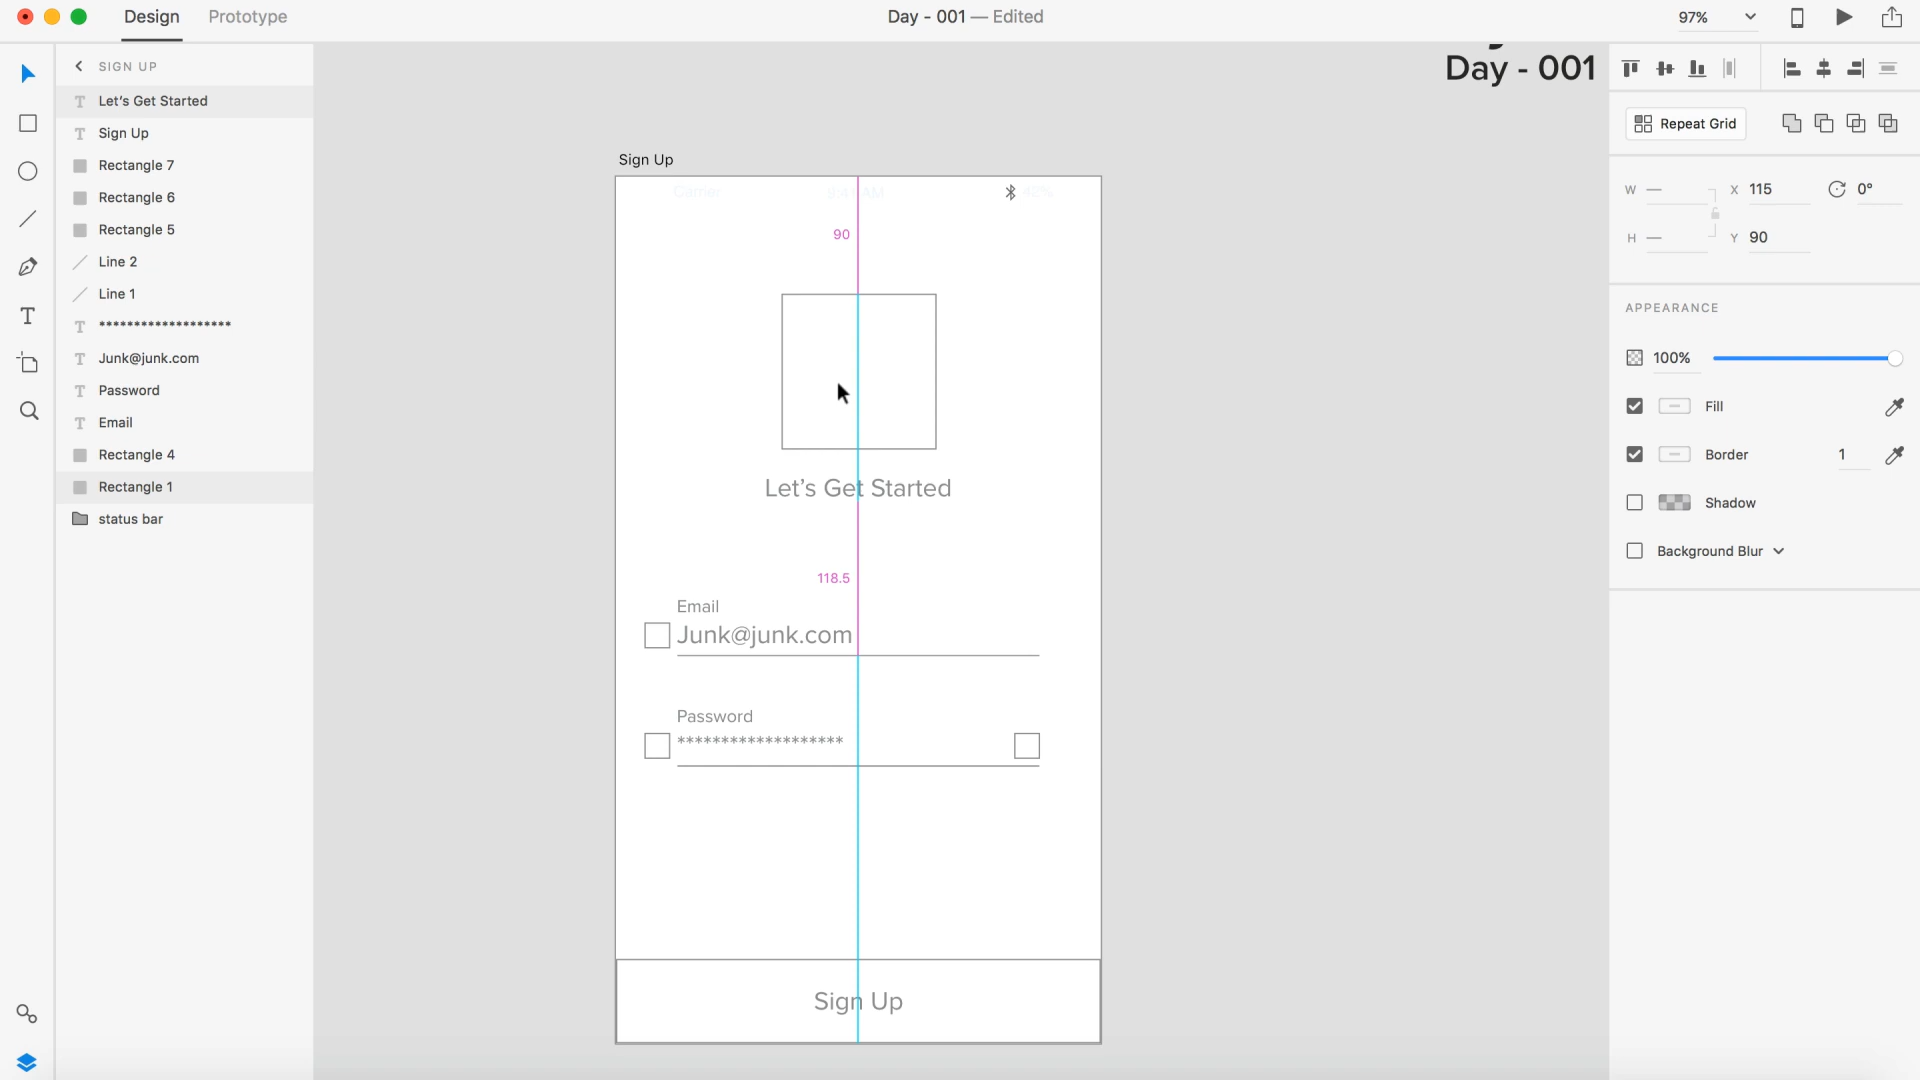 Design
Prototype
Day - 001 — Edited
97%
SIGN UP
Let's Get Started
Sign Up
Rectangle 7
Rectangle 6
Rectangle 5
Line 2
Line 1
*******************
Junk@junk.com
Password
Email
Rectangle 4
Rectangle 1
status bar
Day - 001
Sign Up
Carrier
42%
90
Let's Get Started
118.5
Email
Junk@junk.com
Password
*******************
Sign Up
Repeat Grid
W — X 115 0°
H — Y 90
APPEARANCE
100%
Fill
Border 1
Shadow
Background Blur